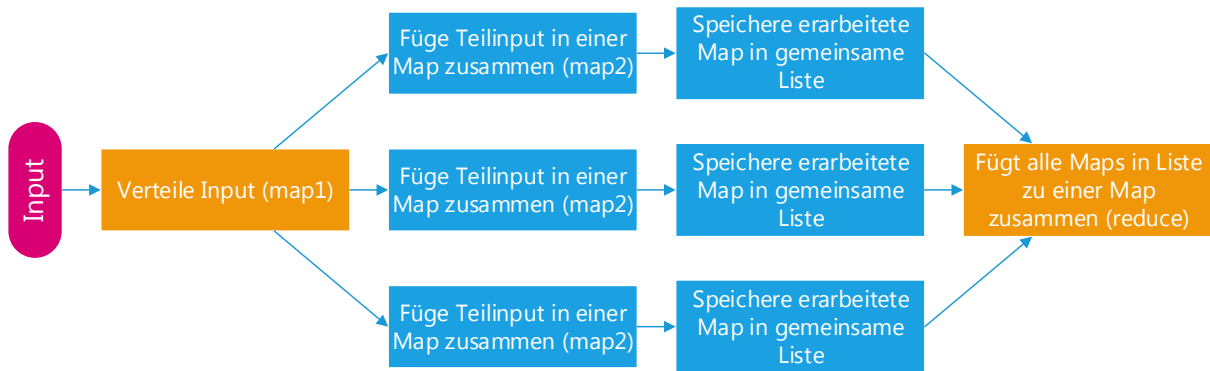 Input
Verteile Input (map1)
Füge Teilinput in einer
Map zusammen (map2)
Speichere erarbeitete
Map in gemeinsame
Liste
Füge Teilinput in einer
Map zusammen (map2)
Speichere erarbeitete
Map in gemeinsame
Liste
Füge Teilinput in einer
Map zusammen (map2)
Speichere erarbeitete
Map in gemeinsame
Liste
Fügt alle Maps in Liste
zu einer Map
zusammen (reduce)